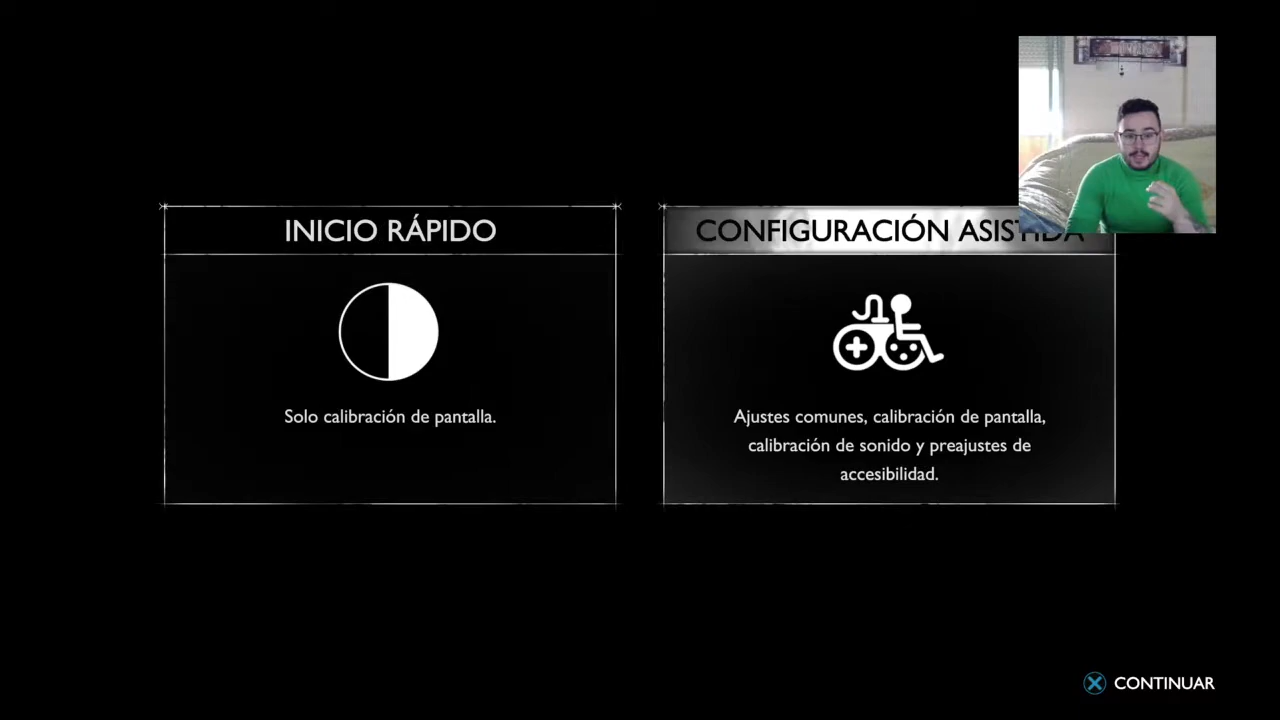 INICIO RÁPIDO
CONFIGURACIÓN ASISTIDA
Solo calibración de pantalla.
Ajustes comunes, calibración de pantalla,
calibración de sonido y preajustes de
accesibilidad.
CONTINUAR